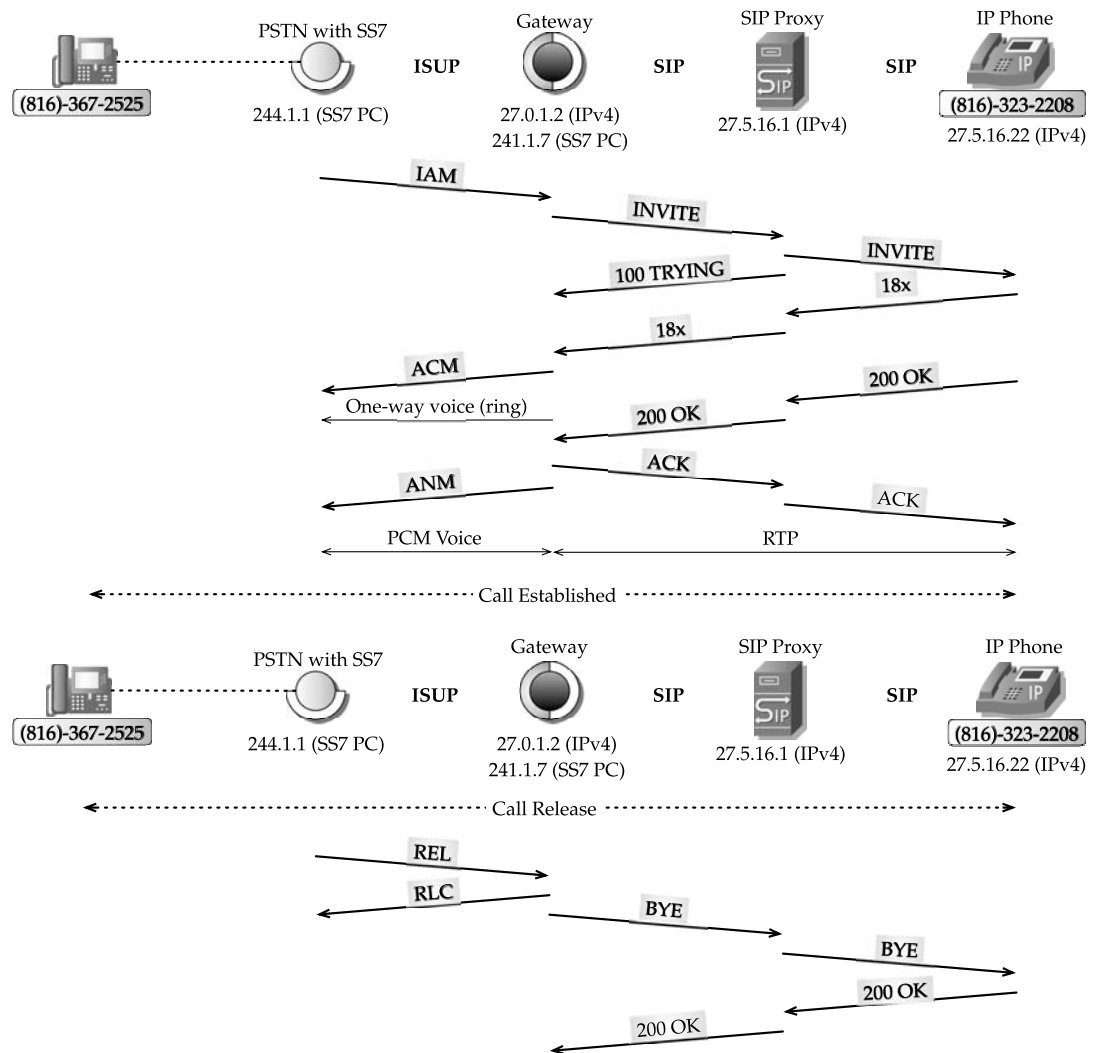 PSTN with SS7
Gateway
SIP Proxy
IP Phone
ISUP
SIP
SIP
SIP
IP
(816)-367-2525
244.1.1 (SS7 PC)
27.0.1.2 (IPv4)
241.1.7 (SS7 PC)
27.5.16.1 (IPv4)
(816)-323-2208
27.5.16.22 (IPv4)
IAM
INVITE
INVITE
100 TRYING
18x
18x
ACM
200 OK
One-way voice (ring)
200 OK
ACK
ANM
ACK
PCM Voice
RTP
Call Established
PSTN with SS7
Gateway
SIP Proxy
IP Phone
ISUP
SIP
SIP
SIP
IP
(816)-367-2525
244.1.1 (SS7 PC)
27.0.1.2 (IPv4)
241.1.7 (SS7 PC)
27.5.16.1 (IPv4)
(816)-323-2208
27.5.16.22 (IPv4)
Call Release
REL
RLC
BYE
BYE
200 OK
200 OK